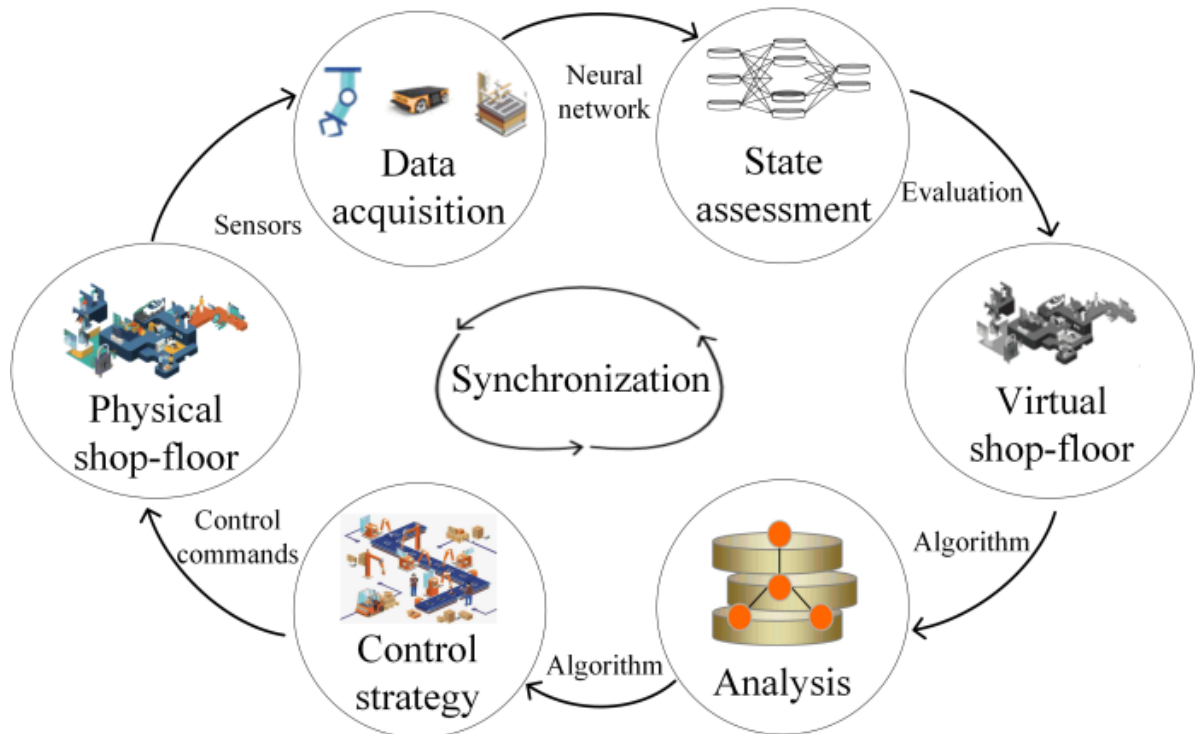 Data
acquisition
Neural
network
State
assessment
Evaluation
Sensors
Physical
shop-floor
Synchronization
Virtual
shop-floor
Control
commands
Algorithm
Control
strategy
Algorithm
Analysis